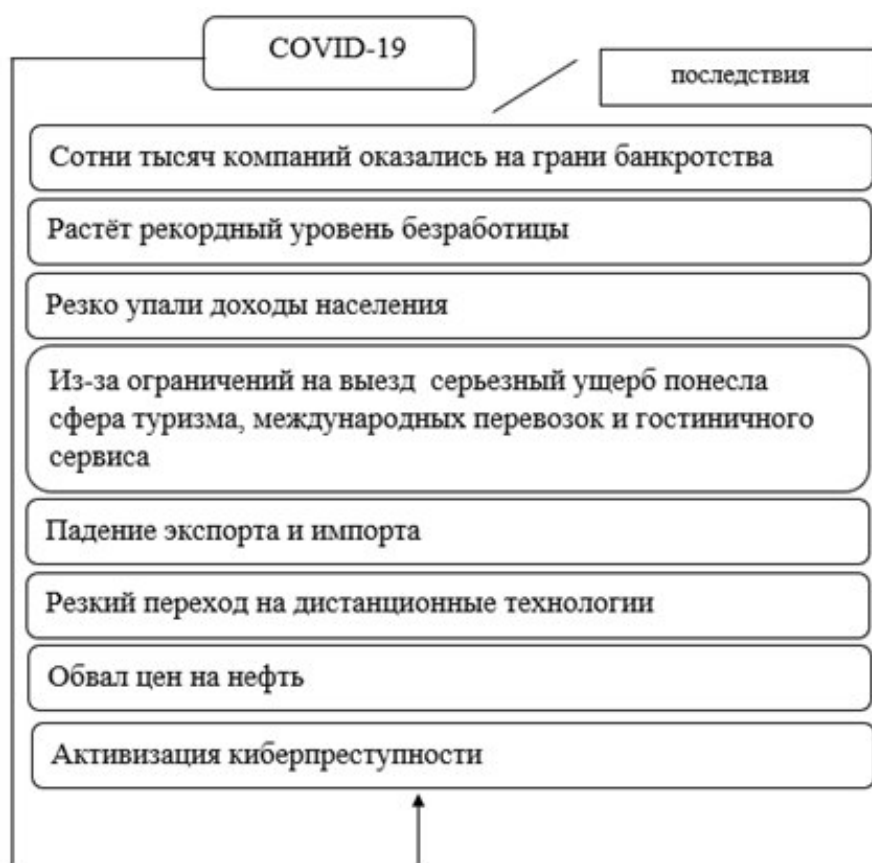 COVID-19
последствия
Сотни тысяч компаний оказались на грани банкротства
Растёт рекордный уровень безработицы
Резко упали доходы населения
Из-за ограничений на выезд серьезный ущерб понесла
сфера туризма, международных перевозок и гостиничного
сервиса
Падение экспорта и импорта
Резкий переход на дистанционные технологии
Обвал цен на нефть
Активизация киберпреступности